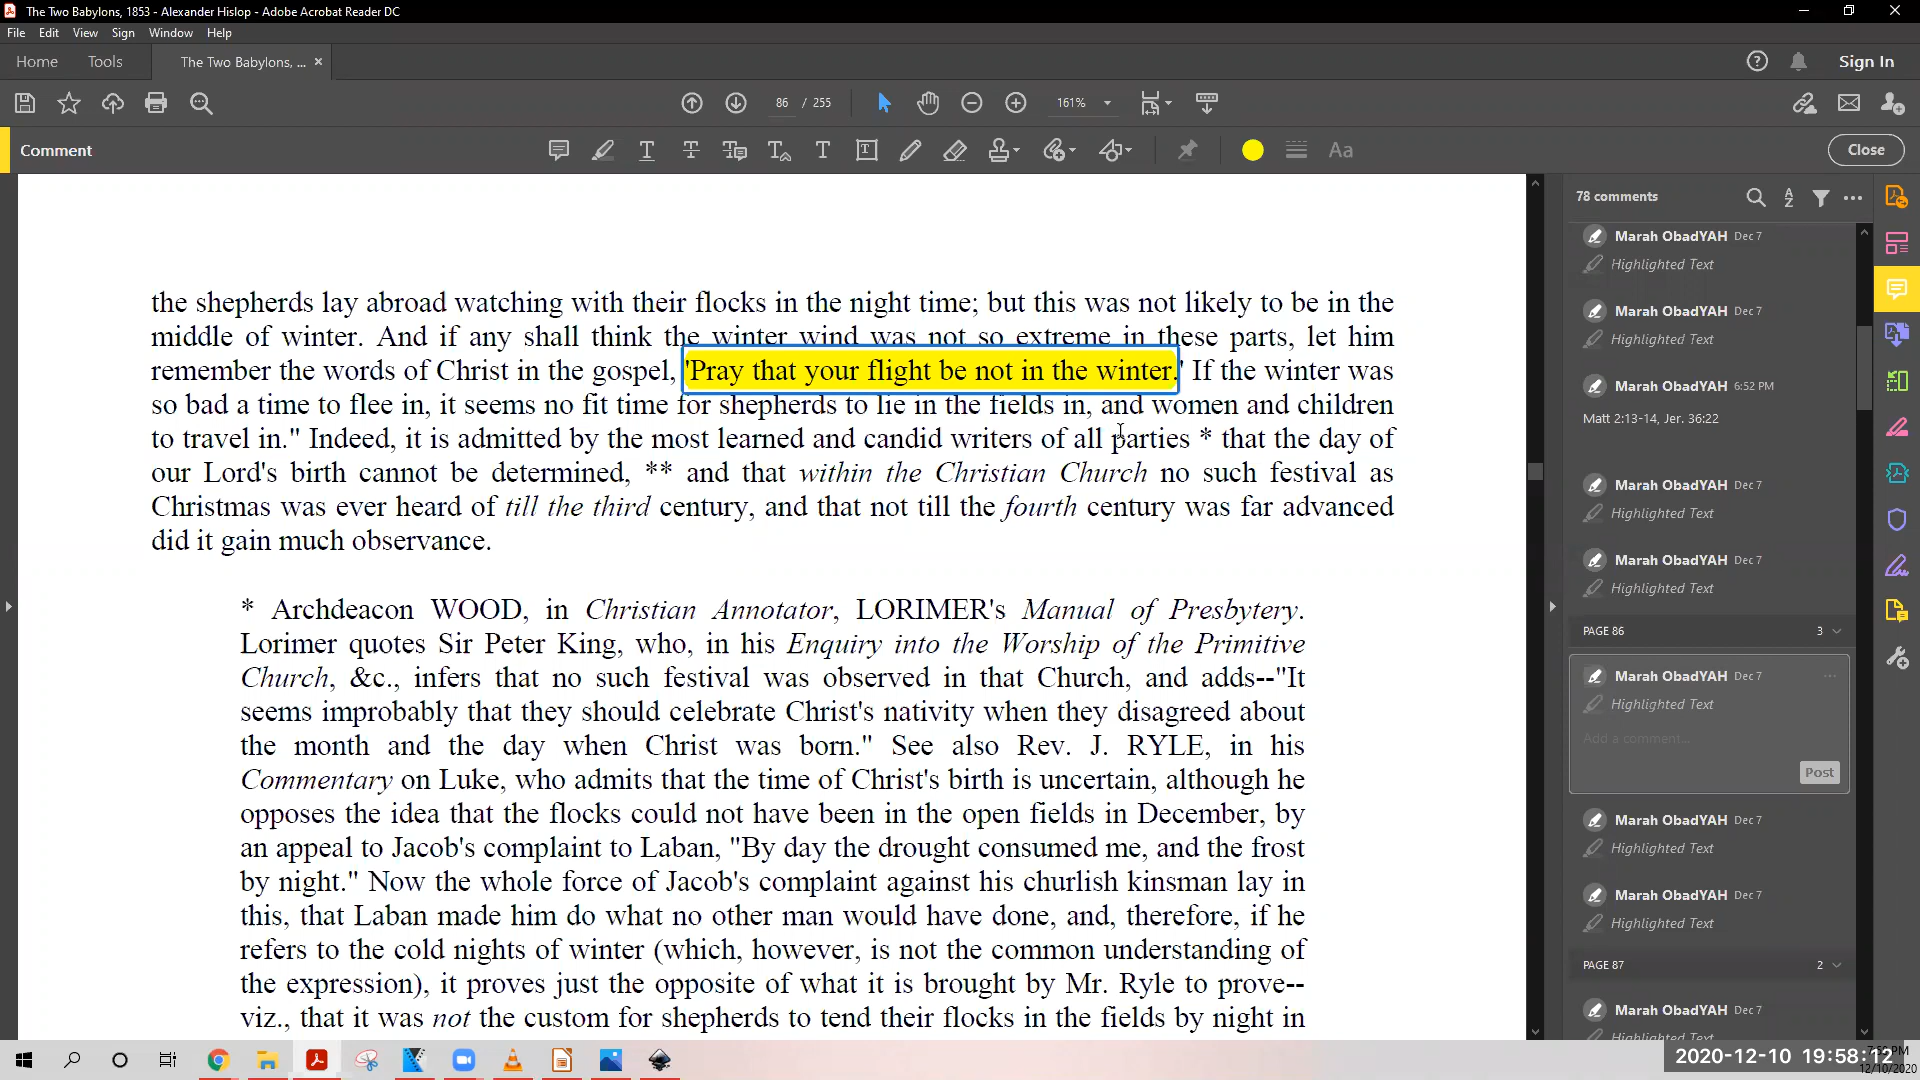 The Two Babylons, 1853 - Alexander Hislop - Adobe Acrobat Reader DC
File Edit View Sign Window Help
Home Tools The Two Babylons, ... × Sign In
86 / 255 161%
Comment Close
78 comments
the shepherds lay abroad watching with their flocks in the night time; but this was not likely to be in the
middle of winter. And if any shall think the winter wind was not so extreme in these parts, let him
remember the words of Christ in the gospel, 'Pray that your flight be not in the winter.' If the winter was
so bad a time to flee in, it seems no fit time for shepherds to lie in the fields in, and women and children
to travel in." Indeed, it is admitted by the most learned and candid writers of all parties * that the day of
our Lord's birth cannot be determined, ** and that within the Christian Church no such festival as
Christmas was ever heard of till the third century, and that not till the fourth century was far advanced
did it gain much observance.
* Archdeacon WOOD, in Christian Annotator, LORIMER's Manual of Presbytery.
Lorimer quotes Sir Peter King, who, in his Enquiry into the Worship of the Primitive
Church, &c., infers that no such festival was observed in that Church, and adds--"It
seems improbably that they should celebrate Christ's nativity when they disagreed about
the month and the day when Christ was born." See also Rev. J. RYLE, in his
Commentary on Luke, who admits that the time of Christ's birth is uncertain, although he
opposes the idea that the flocks could not have been in the open fields in December, by
an appeal to Jacob's complaint to Laban, "By day the drought consumed me, and the frost
by night." Now the whole force of Jacob's complaint against his churlish kinsman lay in
this, that Laban made him do what no other man would have done, and, therefore, if he
refers to the cold nights of winter (which, however, is not the common understanding of
the expression), it proves just the opposite of what it is brought by Mr. Ryle to prove--
viz., that it was not the custom for shepherds to tend their flocks in the fields by night in
Marah ObadYAH Dec 7
Highlighted Text
Marah ObadYAH Dec 7
Highlighted Text
Marah ObadYAH 6:52 PM
Matt 2:13-14, Jer. 36:22
Marah ObadYAH Dec 7
Highlighted Text
Marah ObadYAH Dec 7
Highlighted Text
PAGE 86 3
Marah ObadYAH Dec 7
Highlighted Text
Add a comment...
Post
Marah ObadYAH Dec 7
Highlighted Text
Marah ObadYAH Dec 7
Highlighted Text
PAGE 87 2
Marah ObadYAH Dec 7
Highlighted Text
2020-12-10 19:58:12
12/10/2020